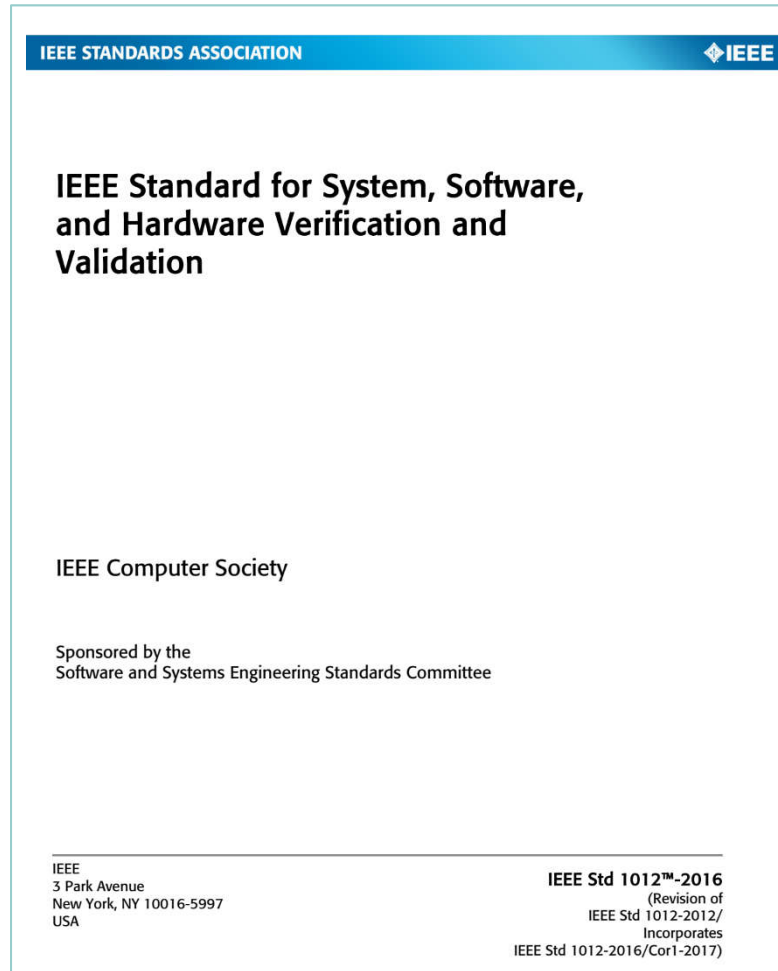 IEEE STANDARDS ASSOCIATION
IEEE
IEEE Standard for System, Software,
and Hardware Verification and
Validation
IEEE Computer Society
Sponsored by the
Software and Systems Engineering Standards Committee
IEEE
3 Park Avenue
New York, NY 10016-5997
USA
IEEE Std 1012™-2016
(Revision of
IEEE Std 1012-2012/
Incorporates
IEEE Std 1012-2016/Cor1-2017)